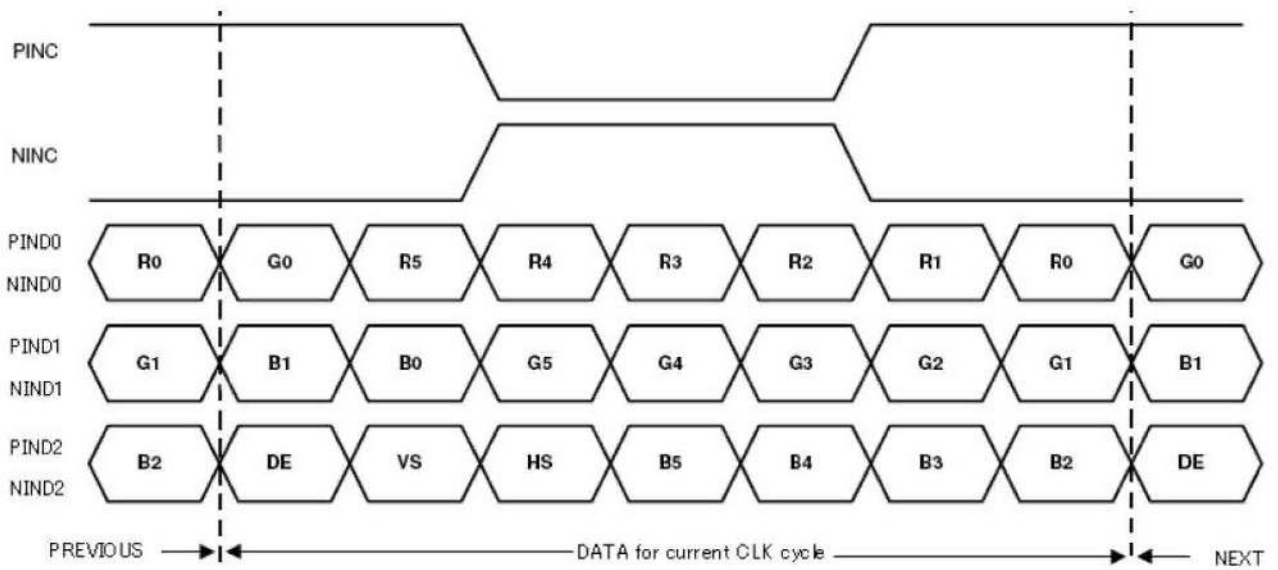 PINC
NINC
PIND0
NIND0
R0 G0 R5 R4 R3 R2 R1 R0 G0
PIND1
NIND1
G1 B1 B0 G5 G4 G3 G2 G1 B1
PIND2
NIND2
B2 DE VS HS B5 B4 B3 B2 DE
PREVIOUS DATA for current CLK cycle NEXT